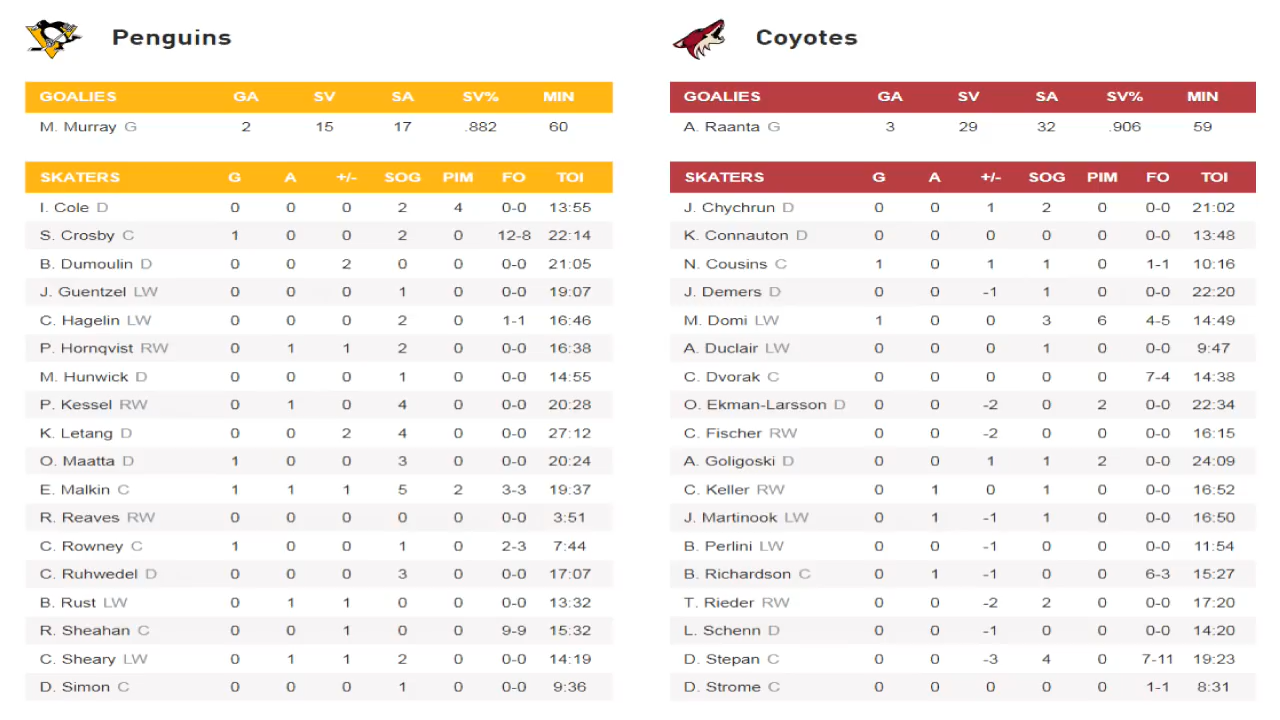 Penguins
GOALIES GA SV SA SV% MIN
M. Murray G 2 15 17 .882 60
SKATERS G A +/- SOG PIM FO TOI
I. Cole D 0 0 0 2 4 0-0 13:55
S. Crosby C 1 0 0 2 0 12-8 22:14
B. Dumoulin D 0 0 2 0 0 0-0 21:05
J. Guentzel LW 0 0 0 1 0 0-0 19:07
C. Hagelin LW 0 0 0 2 0 1-1 16:46
P. Hornqvist RW 0 1 1 2 0 0-0 16:38
M. Hunwick D 0 0 0 1 0 0-0 14:55
P. Kessel RW 0 1 0 4 0 0-0 20:28
K. Letang D 0 0 2 4 0 0-0 27:12
O. Maatta D 1 0 0 3 0 0-0 20:24
E. Malkin C 1 1 1 5 2 3-3 19:37
R. Reaves RW 0 0 0 0 0 0-0 3:51
C. Rowney C 1 0 0 1 0 2-3 7:44
C. Ruhwedel D 0 0 0 3 0 0-0 17:07
B. Rust LW 0 1 1 0 0 0-0 13:32
R. Sheahan C 0 0 1 0 0 9-9 15:32
C. Sheary LW 0 1 1 2 0 0-0 14:19
D. Simon C 0 0 0 1 0 0-0 9:36
Coyotes
GOALIES GA SV SA SV% MIN
A. Raanta G 3 29 32 .906 59
SKATERS G A +/- SOG PIM FO TOI
J. Chychrun D 0 0 1 2 0 0-0 21:02
K. Connauton D 0 0 0 0 0 0-0 13:48
N. Cousins C 1 0 1 1 0 1-1 10:16
J. Demers D 0 0 -1 1 0 0-0 22:20
M. Domi LW 1 0 0 3 6 4-5 14:49
A. Duclair LW 0 0 0 1 0 0-0 9:47
C. Dvorak C 0 0 0 0 0 7-4 14:38
O. Ekman-Larsson D 0 0 -2 0 2 0-0 22:34
C. Fischer RW 0 0 -2 0 0 0-0 16:15
A. Goligoski D 0 0 1 1 2 0-0 24:09
C. Keller RW 0 1 0 1 0 0-0 16:52
J. Martinook LW 0 1 -1 1 0 0-0 16:50
B. Perlini LW 0 0 -1 0 0 0-0 11:54
B. Richardson C 0 1 -1 0 0 6-3 15:27
T. Rieder RW 0 0 -2 2 0 0-0 17:20
L. Schenn D 0 0 -1 0 0 0-0 14:20
D. Stepan C 0 0 -3 4 0 7-11 19:23
D. Strome C 0 0 0 0 0 1-1 8:31